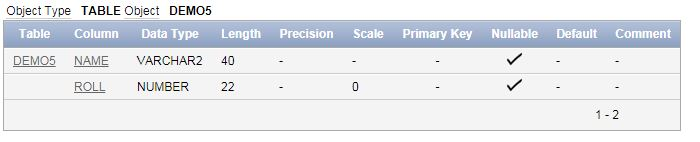 Object Type TABLE Object DEMO5
Table Column Data Type Length Precision Scale Primary Key Nullable Default Comment
DEMO5 NAME VARCHAR2 40 - - - ✓ - -
ROLL NUMBER 22 - 0 - ✓ - -
1 - 2